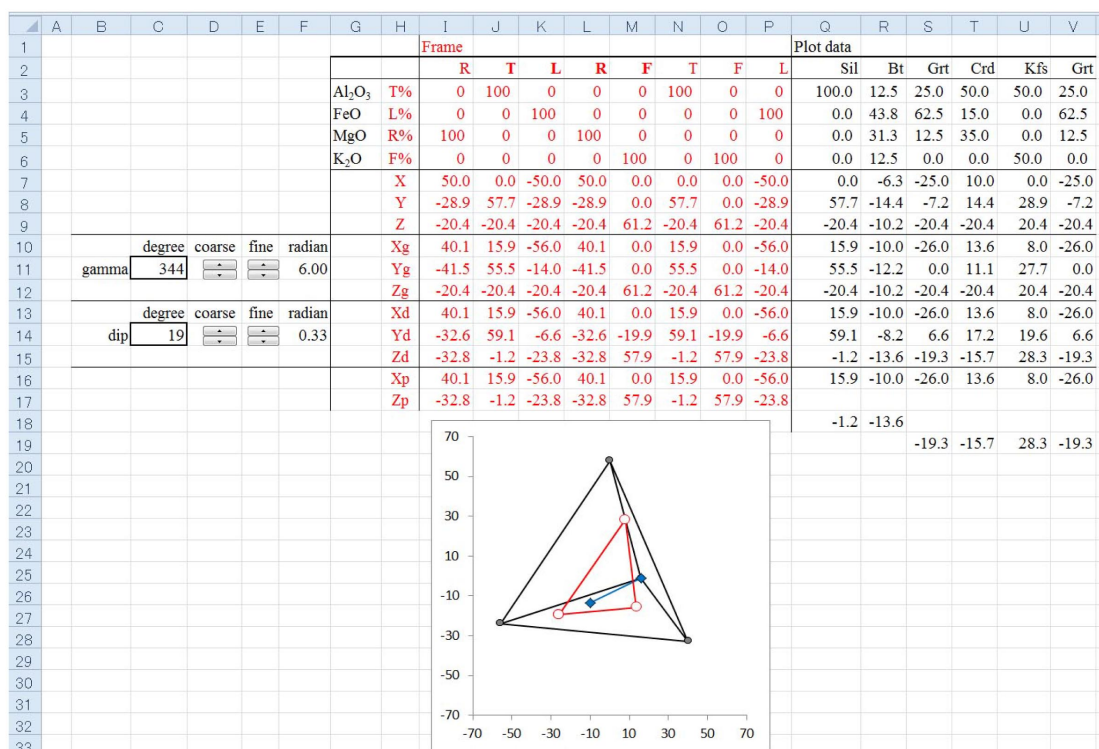 A B C D E F G H I J K L M N O P Q R S T U V
1 Frame Plot data
2 R T L R F T F L Sil Bt Grt Crd Kfs Grt
3 Al₂O₃ T% 0 100 0 0 0 100 0 0 100.0 12.5 25.0 50.0 50.0 25.0
4 FeO L% 0 0 100 0 0 0 0 100 0.0 43.8 62.5 15.0 0.0 62.5
5 MgO R% 100 0 0 100 0 0 0 0 0.0 31.3 12.5 35.0 0.0 12.5
6 K₂O F% 0 0 0 0 100 0 100 0 0.0 12.5 0.0 0.0 50.0 0.0
7 X 50.0 0.0 -50.0 50.0 0.0 0.0 0.0 -50.0 0.0 -6.3 -25.0 10.0 0.0 -25.0
8 Y -28.9 57.7 -28.9 -28.9 0.0 57.7 0.0 -28.9 57.7 -14.4 -7.2 14.4 28.9 -7.2
9 Z -20.4 -20.4 -20.4 -20.4 61.2 -20.4 61.2 -20.4 -20.4 -10.2 -20.4 -20.4 20.4 -20.4
10 degree coarse fine radian Xg 40.1 15.9 -56.0 40.1 0.0 15.9 0.0 -56.0 15.9 -10.0 -26.0 13.6 8.0 -26.0
11 gamma 344 6.00 Yg -41.5 55.5 -14.0 -41.5 0.0 55.5 0.0 -14.0 55.5 -12.2 0.0 11.1 27.7 0.0
12 Zg -20.4 -20.4 -20.4 -20.4 61.2 -20.4 61.2 -20.4 -20.4 -10.2 -20.4 -20.4 20.4 -20.4
13 degree coarse fine radian Xd 40.1 15.9 -56.0 40.1 0.0 15.9 0.0 -56.0 15.9 -10.0 -26.0 13.6 8.0 -26.0
14 dip 19 0.33 Yd -32.6 59.1 -6.6 -32.6 -19.9 59.1 -19.9 -6.6 59.1 -8.2 6.6 17.2 19.6 6.6
15 Zd -32.8 -1.2 -23.8 -32.8 57.9 -1.2 57.9 -23.8 -1.2 -13.6 -19.3 -15.7 28.3 -19.3
16 Xp 40.1 15.9 -56.0 40.1 0.0 15.9 0.0 -56.0 15.9 -10.0 -26.0 13.6 8.0 -26.0
17 Zp -32.8 -1.2 -23.8 -32.8 57.9 -1.2 57.9 -23.8
18 -1.2 -13.6
19 -19.3 -15.7 28.3 -19.3
20
21
22
23
24
25
26
27
28
29
30
31
32
33
70
50
30
10
-10
-30
-50
-70
-70 -50 -30 -10 10 30 50 70